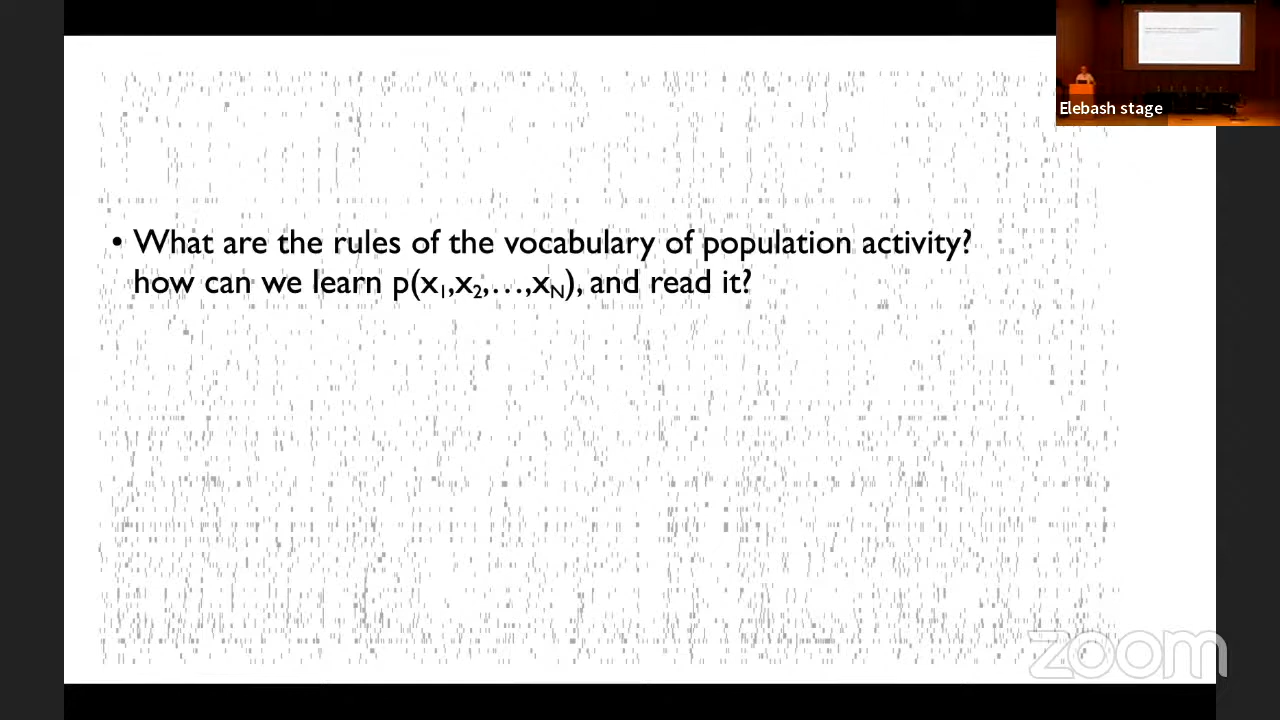 Elebash stage
• What are the rules of the vocabulary of population activity?
how can we learn p(x₁,x₂,…,x_N), and read it?
zoom